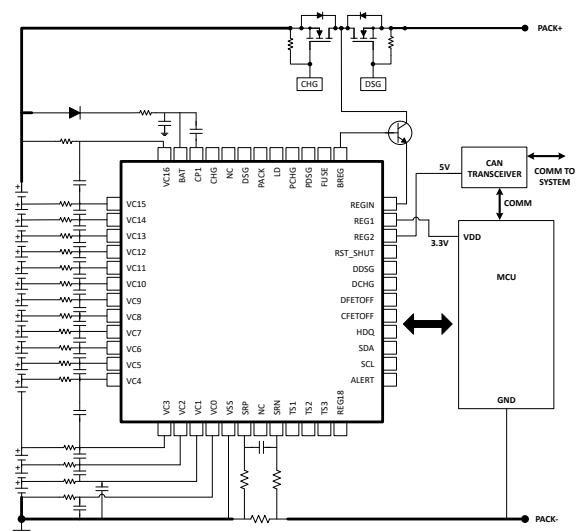 PACK+
CHG
DSG
VC16
BAT
CP1
CHG
NC
DSG
PACK
LD
PCHG
PDSG
FUSE
BREG
VC15
VC14
VC13
VC12
VC11
VC10
VC9
VC8
VC7
VC6
VC5
VC4
REGIN
REG1
REG2
RST_SHUT
DDSG
DCHG
DFETOFF
CFETOFF
HDQ
SDA
SCL
ALERT
VC3
VC2
VC1
VC0
VSS
SRP
NC
SRN
TS1
TS2
TS3
REG18
5V
3.3V
CAN
TRANSCEIVER
COMM TO
SYSTEM
COMM
VDD
MCU
GND
PACK-